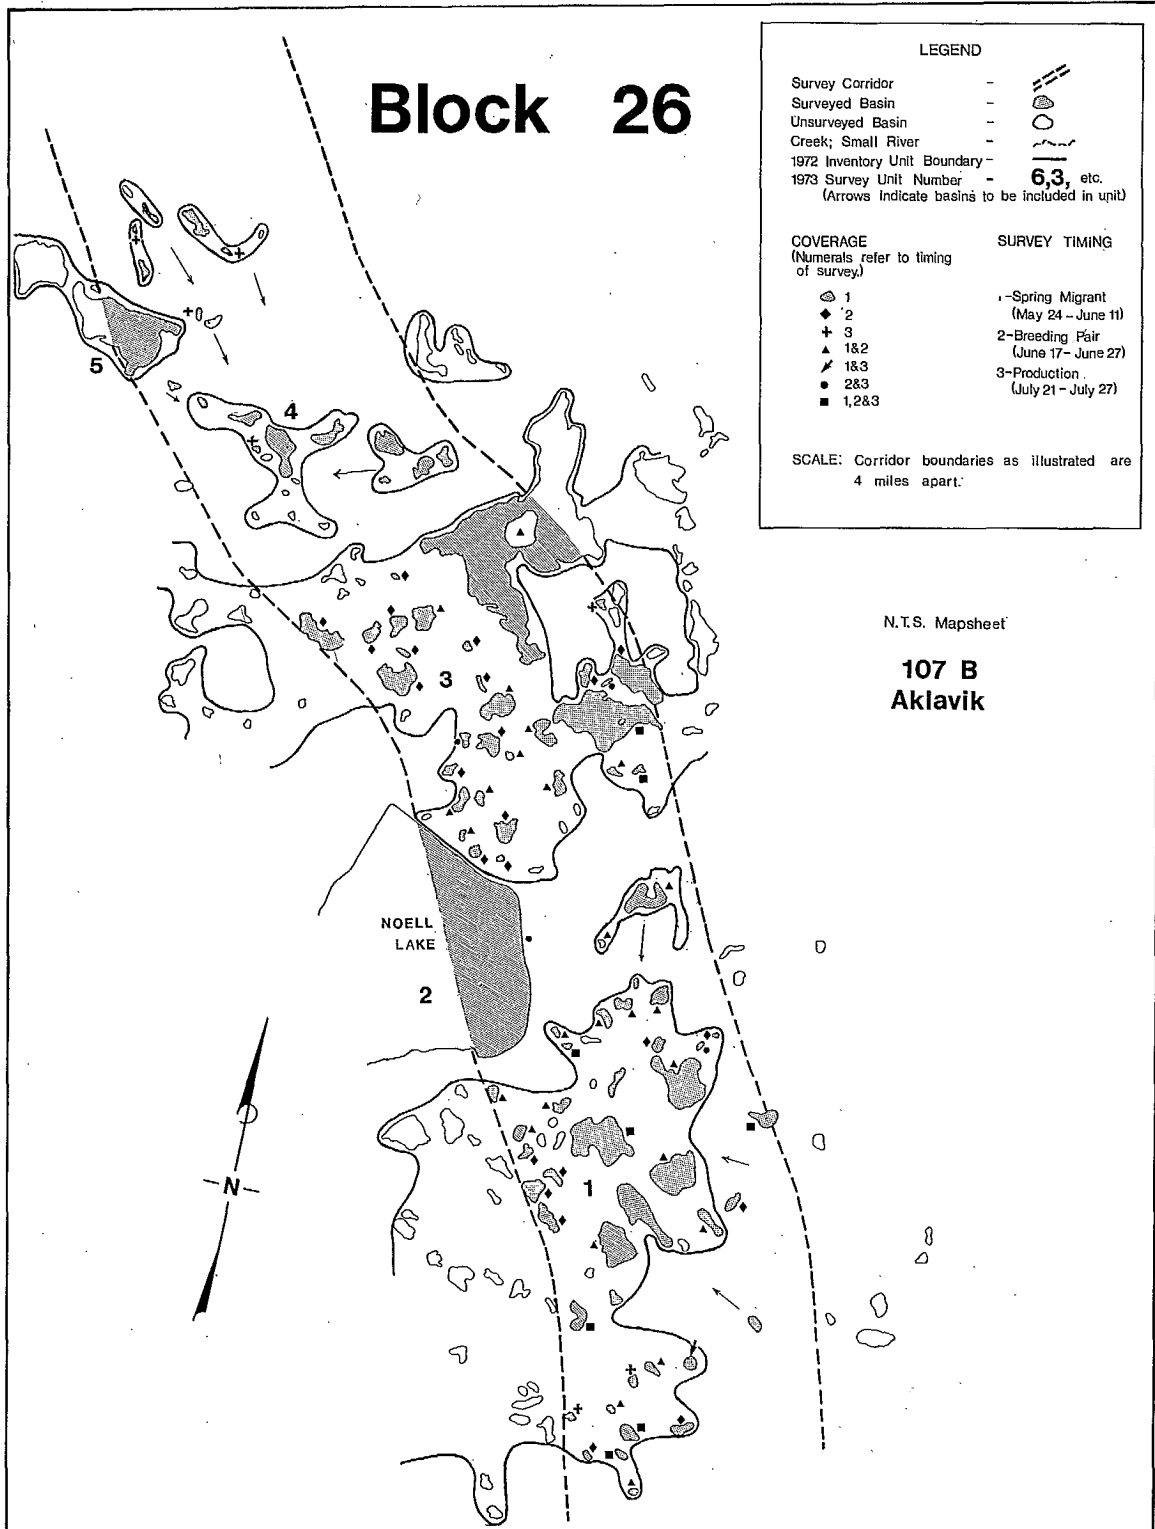 Block 26
LEGEND
Survey Corridor -
Surveyed Basin -
Unsurveyed Basin -
Creek; Small River -
1972 Inventory Unit Boundary -
1973 Survey Unit Number - 6,3, etc.
(Arrows indicate basins to be included in unit)
COVERAGE
(Numerals refer to timing
of survey.)
1
2
3
1&2
1&3
2&3
1,2&3
SURVEY TIMING
1-Spring Migrant
(May 24 - June 11)
2-Breeding Pair
(June 17- June 27)
3-Production
(July 21 - July 27)
SCALE: Corridor boundaries as illustrated are
4 miles apart.
N.T.S. Mapsheet
107 B
Aklavik
5
4
3
NOELL
LAKE
2
1
N